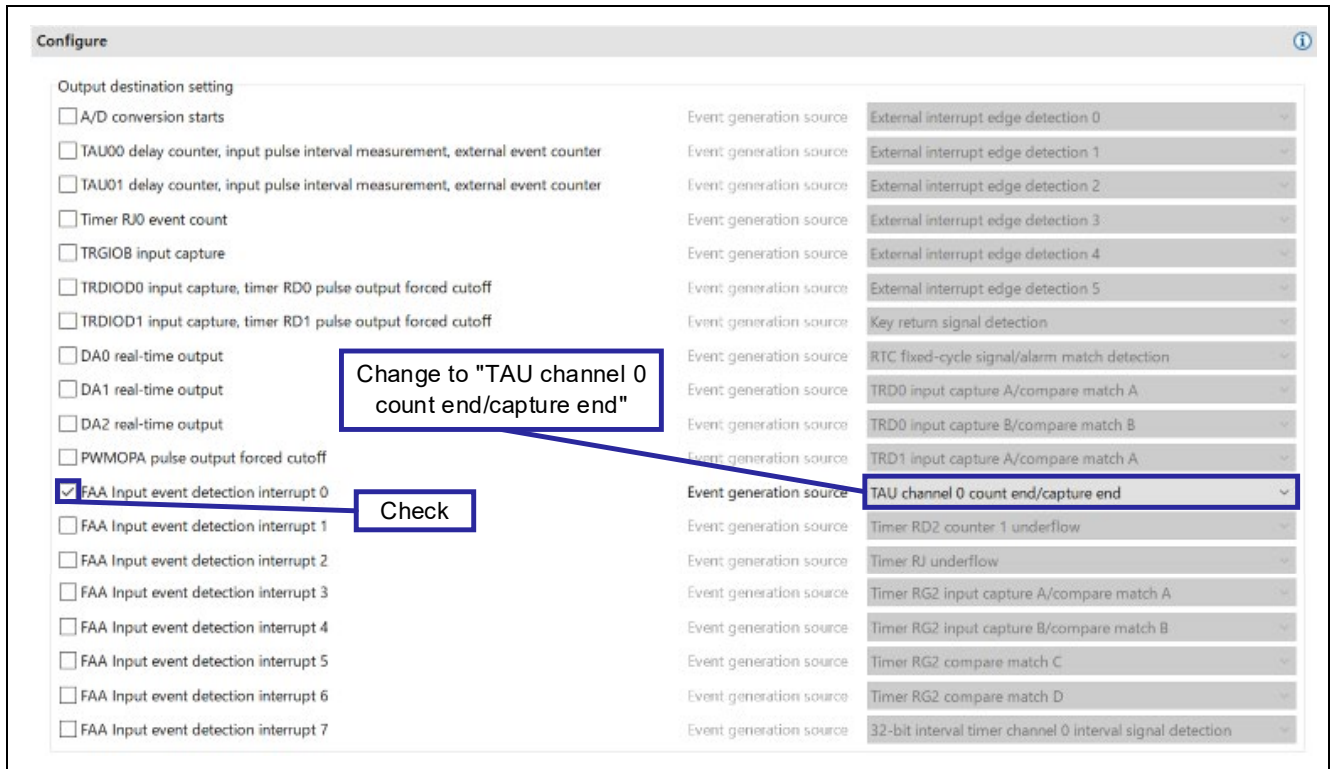 Configure
Output destination setting
A/D conversion starts Event generation source External interrupt edge detection 0
TAU00 delay counter, input pulse interval measurement, external event counter Event generation source External interrupt edge detection 1
TAU01 delay counter, input pulse interval measurement, external event counter Event generation source External interrupt edge detection 2
Timer RJ0 event count Event generation source External interrupt edge detection 3
TRGIOB input capture Event generation source External interrupt edge detection 4
TRDIOD0 input capture, timer RD0 pulse output forced cutoff Event generation source External interrupt edge detection 5
TRDIOD1 input capture, timer RD1 pulse output forced cutoff Event generation source Key return signal detection
DA0 real-time output Event generation source RTC fixed-cycle signal/alarm match detection
Change to "TAU channel 0
count end/capture end"
DA1 real-time output Event generation source TRD0 input capture A/compare match A
DA2 real-time output Event generation source TRD0 input capture B/compare match B
PWMOPA pulse output forced cutoff Event generation source TRD1 input capture A/compare match A
FAA Input event detection interrupt 0 Event generation source TAU channel 0 count end/capture end
Check
FAA Input event detection interrupt 1 Event generation source Timer RD2 counter 1 underflow
FAA Input event detection interrupt 2 Event generation source Timer RJ underflow
FAA Input event detection interrupt 3 Event generation source Timer RG2 input capture A/compare match A
FAA Input event detection interrupt 4 Event generation source Timer RG2 input capture B/compare match B
FAA Input event detection interrupt 5 Event generation source Timer RG2 compare match C
FAA Input event detection interrupt 6 Event generation source Timer RG2 compare match D
FAA Input event detection interrupt 7 Event generation source 32-bit interval timer channel 0 interval signal detection